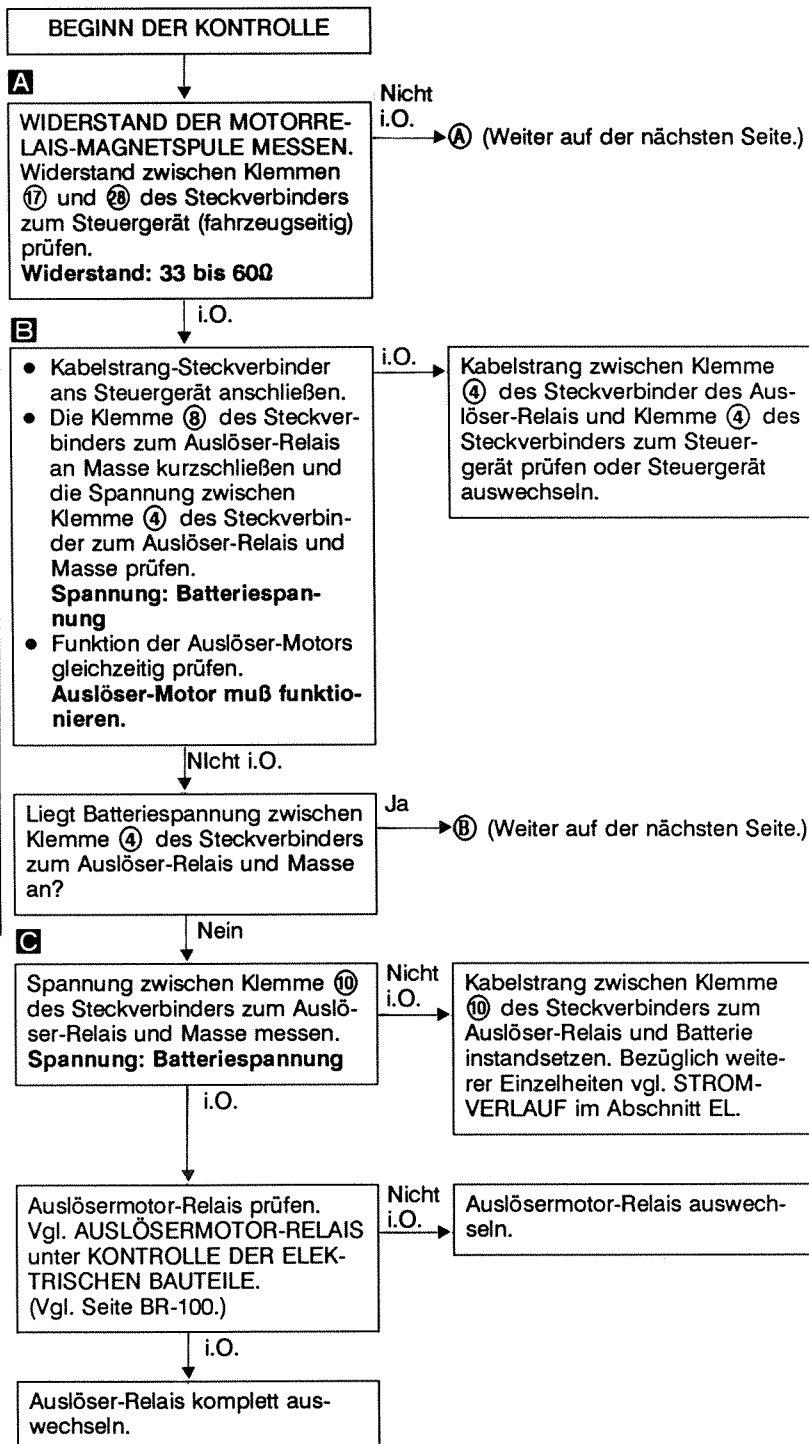 BEGINN DER KONTROLLE
A
WIDERSTAND DER MOTORRE-
LAIS-MAGNETSPULE MESSEN.
Widerstand zwischen Klemmen
⑰ und ㉘ des Steckverbinders
zum Steuergerät (fahrzeugseitig)
prüfen.
Widerstand: 33 bis 60Ω
Nicht
i.O.
Ⓐ (Weiter auf der nächsten Seite.)
i.O.
B
● Kabelstrang-Steckverbinder
ans Steuergerät anschließen.
● Die Klemme ⑧ des Steckver-
binders zum Auslöser-Relais
an Masse kurzschließen und
die Spannung zwischen
Klemme ④ des Steckverbin-
der zum Auslöser-Relais und
Masse prüfen.
Spannung: Batteriespan-
nung
● Funktion der Auslöser-Motors
gleichzeitig prüfen.
Auslöser-Motor muß funktio-
nieren.
i.O.
Kabelstrang zwischen Klemme
④ des Steckverbinder des Aus-
löser-Relais und Klemme ④ des
Steckverbinders zum Steuer-
gerät prüfen oder Steuergerät
auswechseln.
NIcht i.O.
Liegt Batteriespannung zwischen
Klemme ④ des Steckverbinders
zum Auslöser-Relais und Masse
an?
Ja
Ⓑ (Weiter auf der nächsten Seite.)
Nein
C
Spannung zwischen Klemme ⑩
des Steckverbinders zum Auslö-
ser-Relais und Masse messen.
Spannung: Batteriespannung
Nicht
i.O.
Kabelstrang zwischen Klemme
⑩ des Steckverbinders zum
Auslöser-Relais und Batterie
instandsetzen. Bezüglich weite-
rer Einzelheiten vgl. STROM-
VERLAUF im Abschnitt EL.
i.O.
Auslösermotor-Relais prüfen.
Vgl. AUSLÖSERMOTOR-RELAIS
unter KONTROLLE DER ELEK-
TRISCHEN BAUTEILE.
(Vgl. Seite BR-100.)
Nicht
i.O.
Auslösermotor-Relais auswech-
seln.
i.O.
Auslöser-Relais komplett aus-
wechseln.